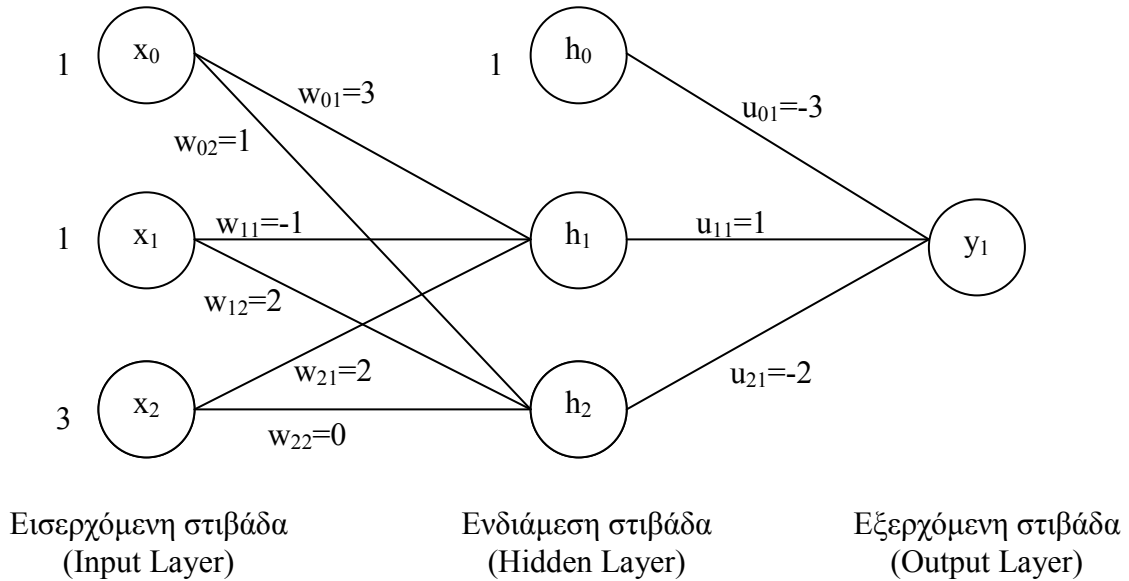 1 x₀ 1 h₀
w₀₁=3
u₀₁=-3
w₀₂=1
1 x₁ w₁₁=-1 h₁ u₁₁=1 y₁
w₁₂=2
w₂₁=2
u₂₁=-2
3 x₂ h₂
w₂₂=0
Εισερχόμενη στιβάδα
(Input Layer)
Ενδιάμεση στιβάδα
(Hidden Layer)
Εξερχόμενη στιβάδα
(Output Layer)